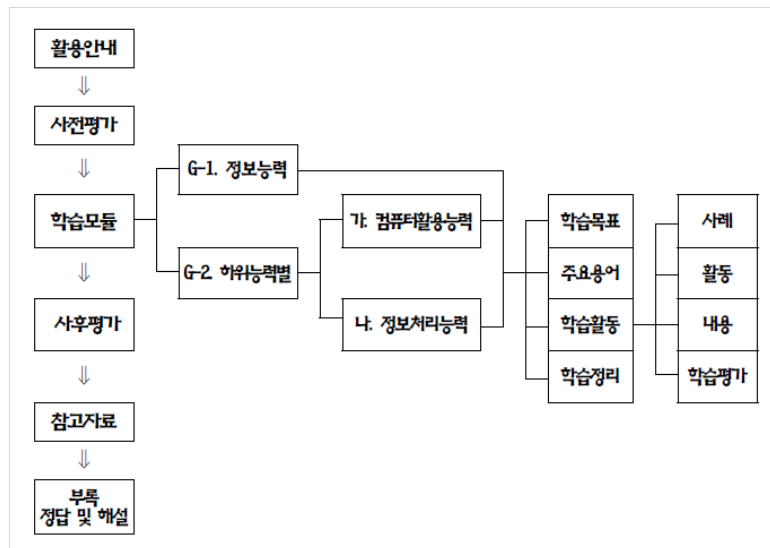 활용안내
사전평가
학습모듈
사후평가
참고자료
부록
정답 및 해설
G-1. 정보능력
G-2. 하위능력별
가. 컴퓨터활용능력
나. 정보처리능력
학습목표
주요용어
학습활동
학습정리
사례
활동
내용
학습평가